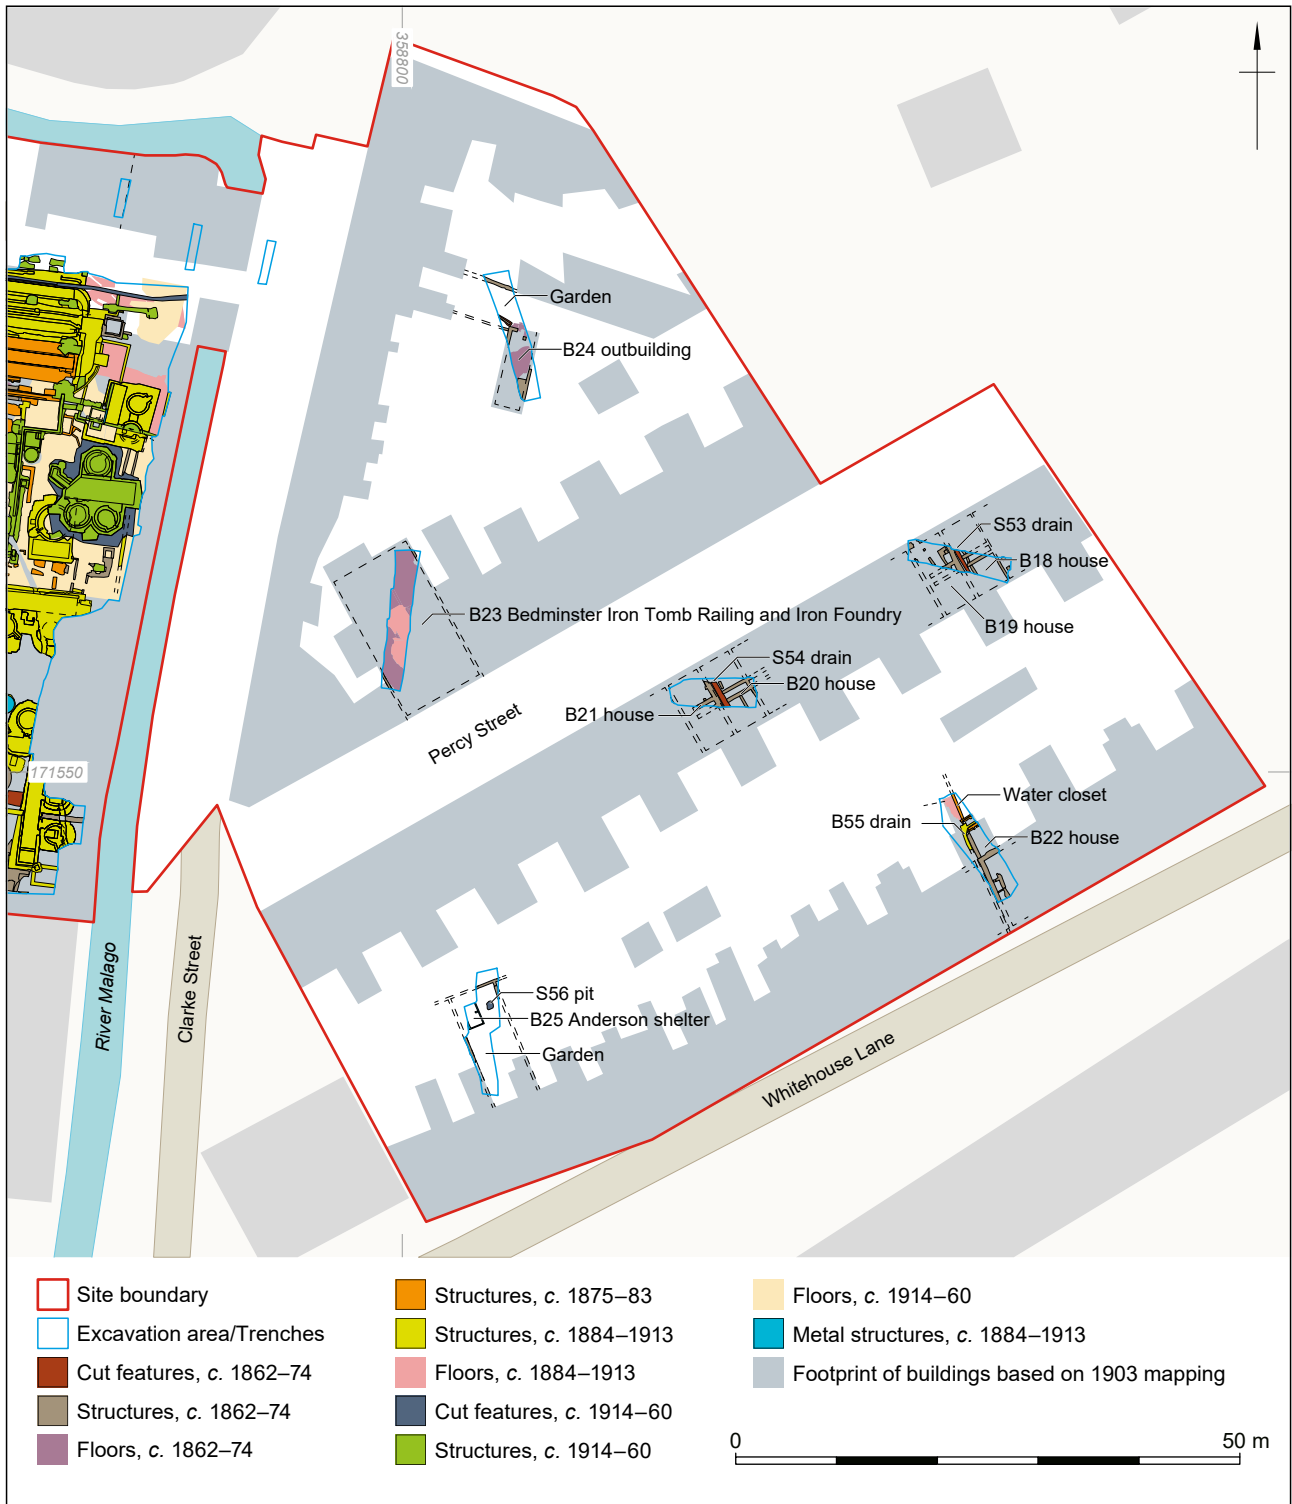 358800
Garden
B24 outbuilding
S53 drain
B18 house
B23 Bedminster Iron Tomb Railing and Iron Foundry
B19 house
S54 drain
B20 house
B21 house
Percy Street
171550
Water closet
B55 drain
B22 house
River Malago
Clarke Street
S56 pit
B25 Anderson shelter
Garden
Whitehouse Lane
Site boundary
Excavation area/Trenches
Cut features, c. 1862–74
Structures, c. 1862–74
Floors, c. 1862–74
Structures, c. 1875–83
Structures, c. 1884–1913
Floors, c. 1884–1913
Cut features, c. 1914–60
Structures, c. 1914–60
Floors, c. 1914–60
Metal structures, c. 1884–1913
Footprint of buildings based on 1903 mapping
0 50 m